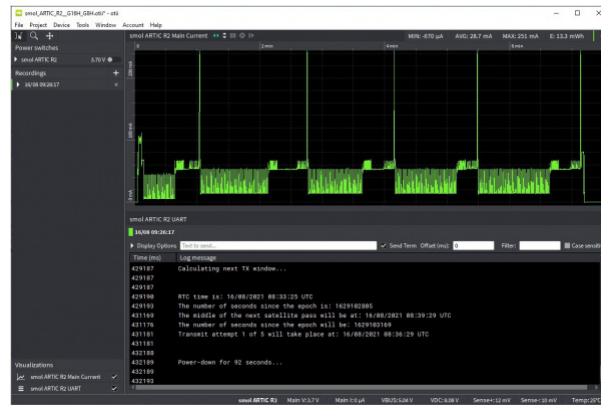 smol_ARTIC_R2__G16H_G8H.otii* - otii
File Project Device Tools Window Account Help
Power switches
smol ARTIC R2 3.70 V
Recordings
16/08 09:26:17
smol ARTIC R2 Main Current
MIN: -670 µA AVG: 28.7 mA MAX: 251 mA E: 13.3 mWh
0 2 min 4 min 6 min
200 mA
100 mA
0 mA
smol ARTIC R2 UART
16/08 09:26:17
Display Options Text to send... Send Term Offset (ms): 0 Filter: Case sensiti
Time (ms) Log message
429187 Calculating next TX window...
429187
429187
429190 RTC time is: 16/08/2021 08:33:25 UTC
429193 The number of seconds since the epoch is: 1629102805
431169 The middle of the next satellite pass will be at: 16/08/2021 08:39:29 UTC
431176 The number of seconds since the epoch will be: 1629103169
431181 Transmit attempt 1 of 5 will take place at: 16/08/2021 08:36:29 UTC
431181
432188
432189 Power-down for 92 seconds...
432189
432193
Visualizations
smol ARTIC R2 Main Current
smol ARTIC R2 UART
smol ARTIC R2 Main V: 3.7 V Main I: 0 µA VBUS: 5.04 V VDC: 8.08 V Sense+: 12 mV Sense-: 10 mV Temp: 25°C